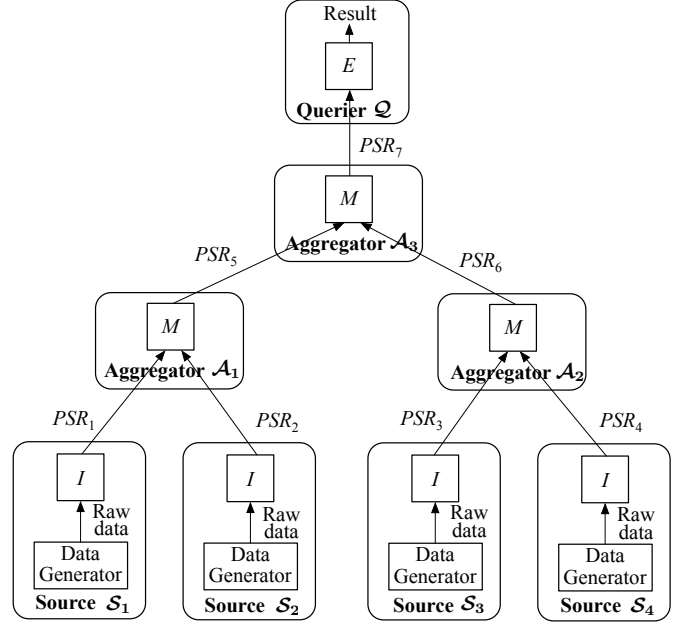 Result
E
Querier 𝒬
PSR₇
M
Aggregator 𝒜₃
PSR₅
PSR₆
M
Aggregator 𝒜₁
M
Aggregator 𝒜₂
PSR₁
PSR₂
PSR₃
PSR₄
I
Raw
data
Data
Generator
Source 𝒮₁
I
Raw
data
Data
Generator
Source 𝒮₂
I
Raw
data
Data
Generator
Source 𝒮₃
I
Raw
data
Data
Generator
Source 𝒮₄